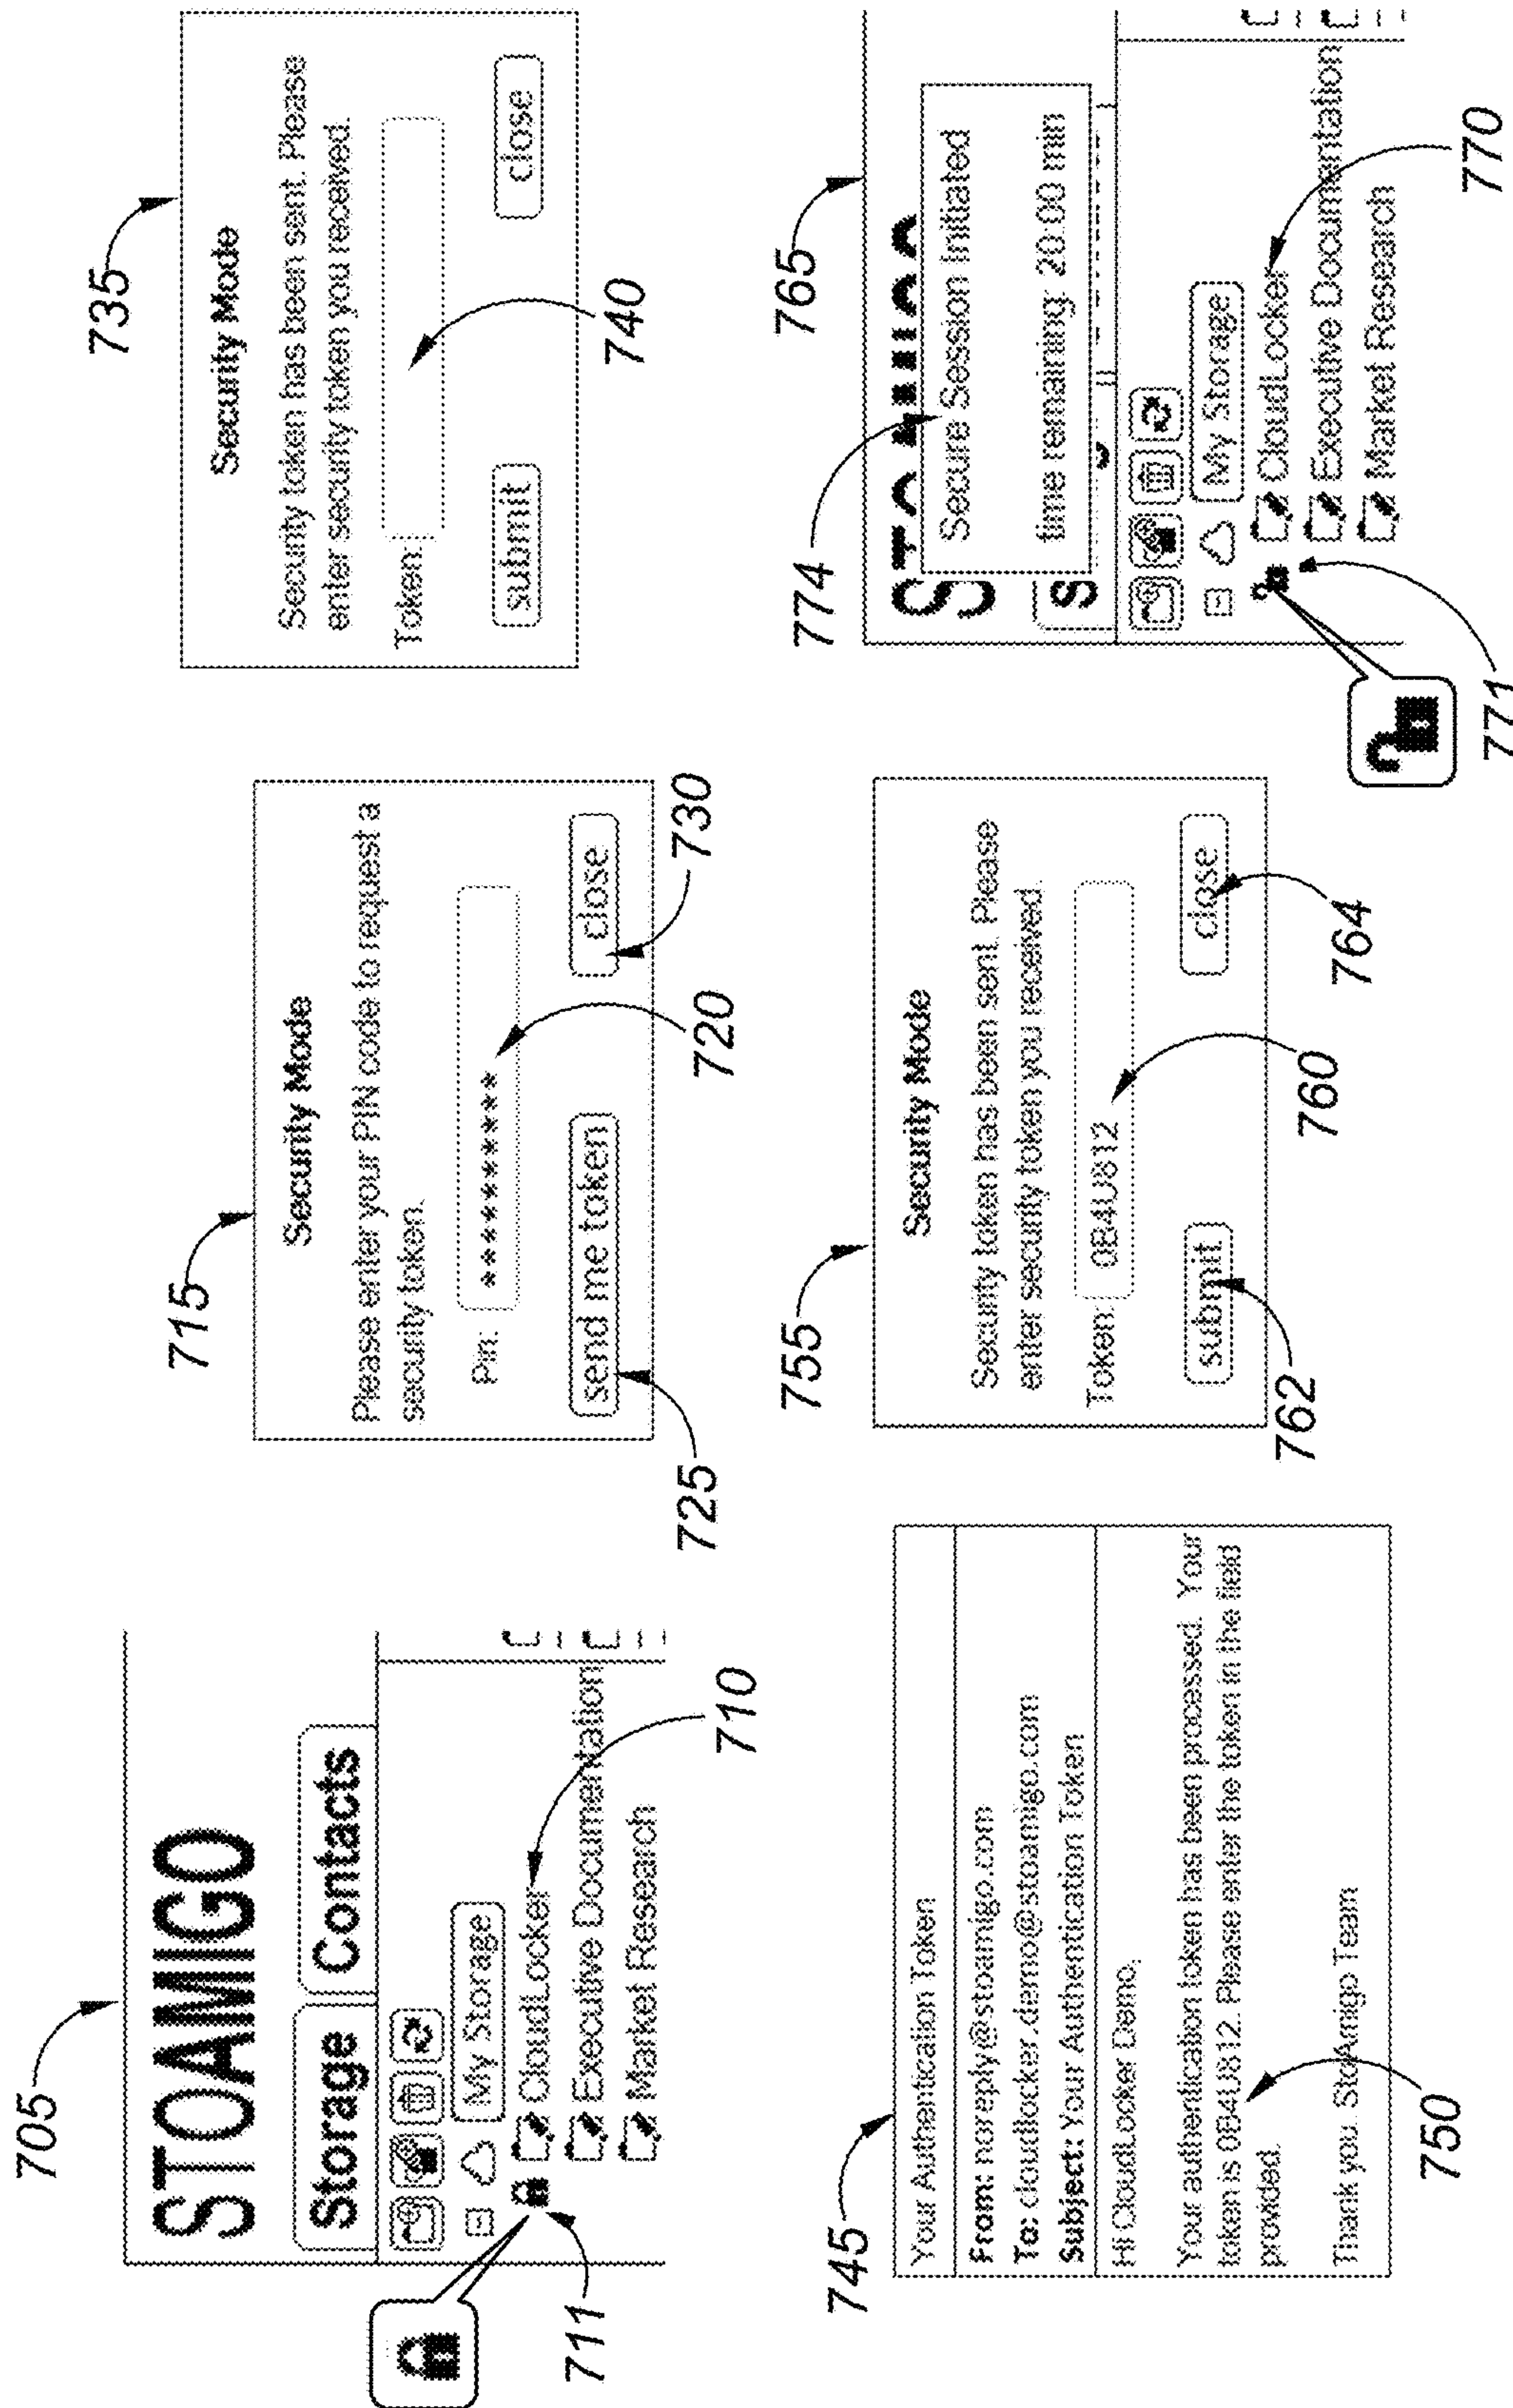 705
STOAMIGO
Storage
Contacts
My Storage
CloudLocker
Executive Documentation
Market Research
710
711
715
Security Mode
Please enter your PIN code to request a
security token.
Pin: **********
send me token
close
720
725
730
735
Security Mode
Security token has been sent. Please
enter security token you received.
Token:
submit
close
740
745
Your Authentication Token
From: noreply@stoamigo.com
To: cloudlocker.demo@stoamigo.com
Subject: Your Authentication Token
Hi CloudLocker Demo,
Your authentication token has been processed. Your
token is 0B4U812. Please enter the token in the field
provided.
Thank you. StoAmigo Team
750
755
Security Mode
Security token has been sent. Please
enter security token you received.
Token: 0B4U812
submit
close
760
762
764
765
774
Secure Session Initiated
time remaining: 20:00 min
My Storage
CloudLocker
Executive Documentation
Market Research
770
771